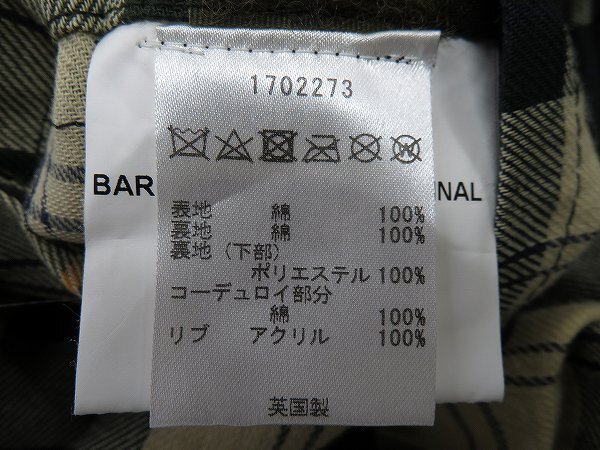 1702273
BAR
NAL
表地 綿 100%
裏地 綿 100%
裏地 (下部)
ポリエステル 100%
コーデュロイ部分
綿 100%
リブ アクリル 100%
英国製